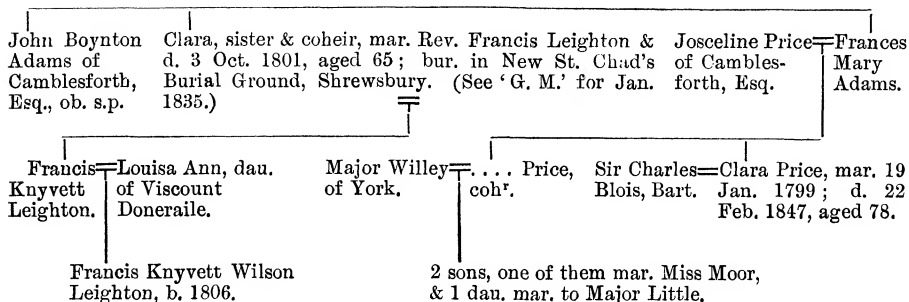 John Boynton
Adams of
Camblesforth,
Esq., ob. s.p.
Clara, sister & coheir, mar. Rev. Francis Leighton &
d. 3 Oct. 1801, aged 65; bur. in New St. Chad's
Burial Ground, Shrewsbury. (See 'G. M.' for Jan.
1835.)
Josceline Price
of Cambles-
forth, Esq.
Frances
Mary
Adams.
Francis
Knyvett
Leighton.
Louisa Ann, dau.
of Viscount
Doneraile.
Major Willey
of York.
.... Price,
cohr.
Sir Charles
Blois, Bart.
Clara Price, mar. 19
Jan. 1799; d. 22
Feb. 1847, aged 78.
Francis Knyvett Wilson
Leighton, b. 1806.
2 sons, one of them mar. Miss Moor,
& 1 dau. mar. to Major Little.